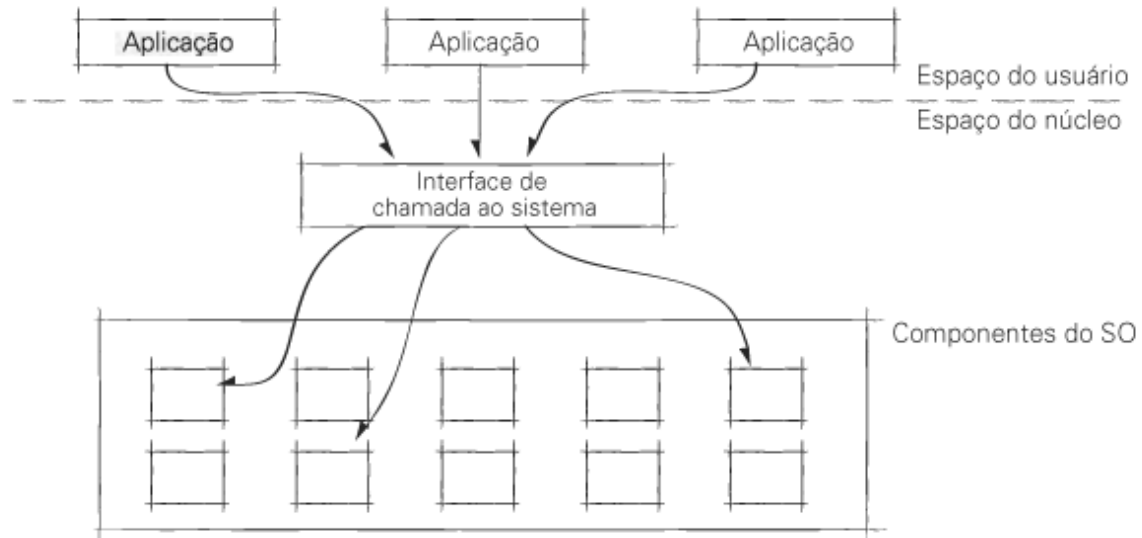 Aplicação
Aplicação
Aplicação
Espaço do usuário
Espaço do núcleo
Interface de
chamada ao sistema
Componentes do SO